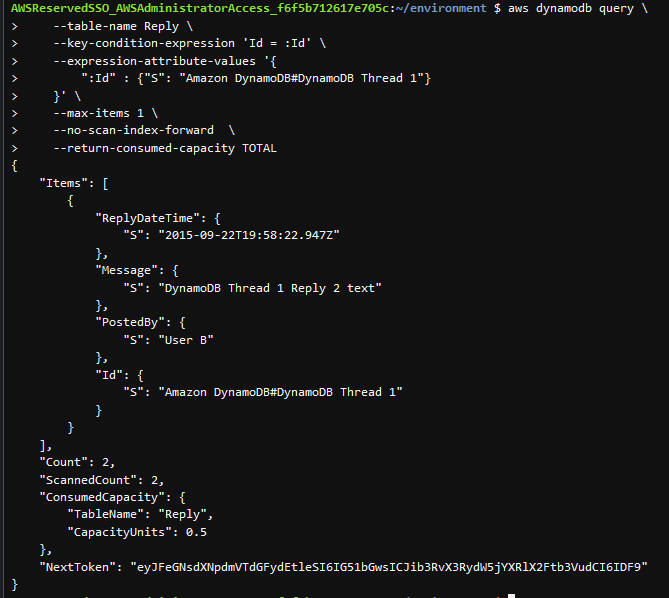 AWSReservedSSO_AWSAdministratorAccess_f6f5b712617e705c:~/environment $ aws dynamodb query \
>     --table-name Reply \
>     --key-condition-expression 'Id = :Id' \
>     --expression-attribute-values '{
>         ":Id" : {"S": "Amazon DynamoDB#DynamoDB Thread 1"}
>     }' \
>     --max-items 1 \
>     --no-scan-index-forward  \
>     --return-consumed-capacity TOTAL
{
    "Items": [
        {
            "ReplyDateTime": {
                "S": "2015-09-22T19:58:22.947Z"
            },
            "Message": {
                "S": "DynamoDB Thread 1 Reply 2 text"
            },
            "PostedBy": {
                "S": "User B"
            },
            "Id": {
                "S": "Amazon DynamoDB#DynamoDB Thread 1"
            }
        }
    ],
    "Count": 2,
    "ScannedCount": 2,
    "ConsumedCapacity": {
        "TableName": "Reply",
        "CapacityUnits": 0.5
    },
    "NextToken": "eyJFeGNsdXNpdmVTdGFydEtleSI6IG51bGwsICJib3RvX3RydW5jYXRlX2Ftb3VudCI6IDF9"
}